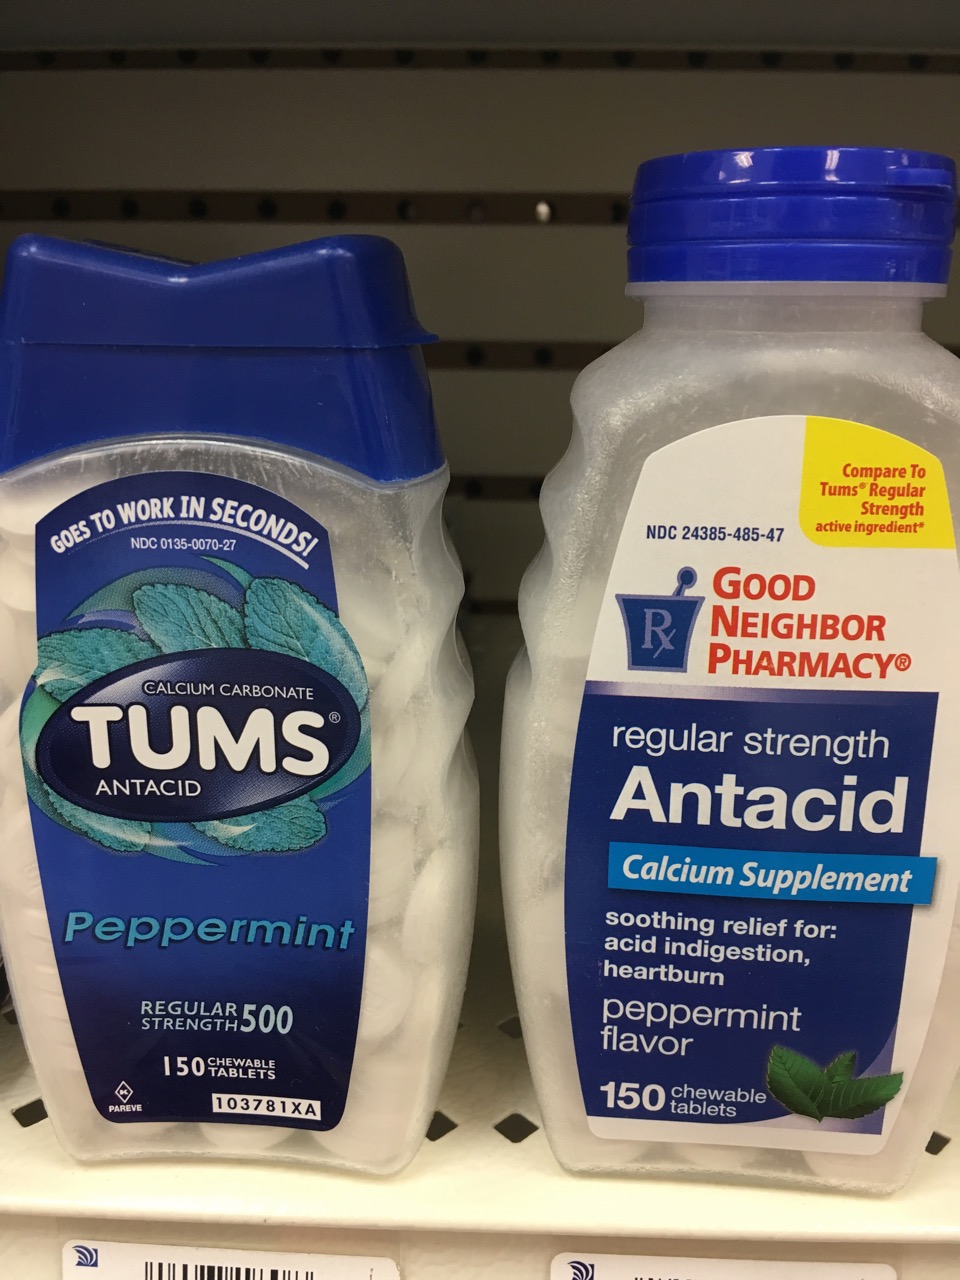 GOES TO WORK IN SECONDS!
NDC 0135-0070-27
CALCIUM CARBONATE
TUMS®
ANTACID
Peppermint
REGULAR
STRENGTH 500
150 CHEWABLE
TABLETS
PAREVE
103781XA
Compare To
Tums® Regular
Strength
active ingredient*
NDC 24385-485-47
Rx
GOOD
NEIGHBOR
PHARMACY®
regular strength
Antacid
Calcium Supplement
soothing relief for:
acid indigestion,
heartburn
peppermint
flavor
150 chewable
tablets